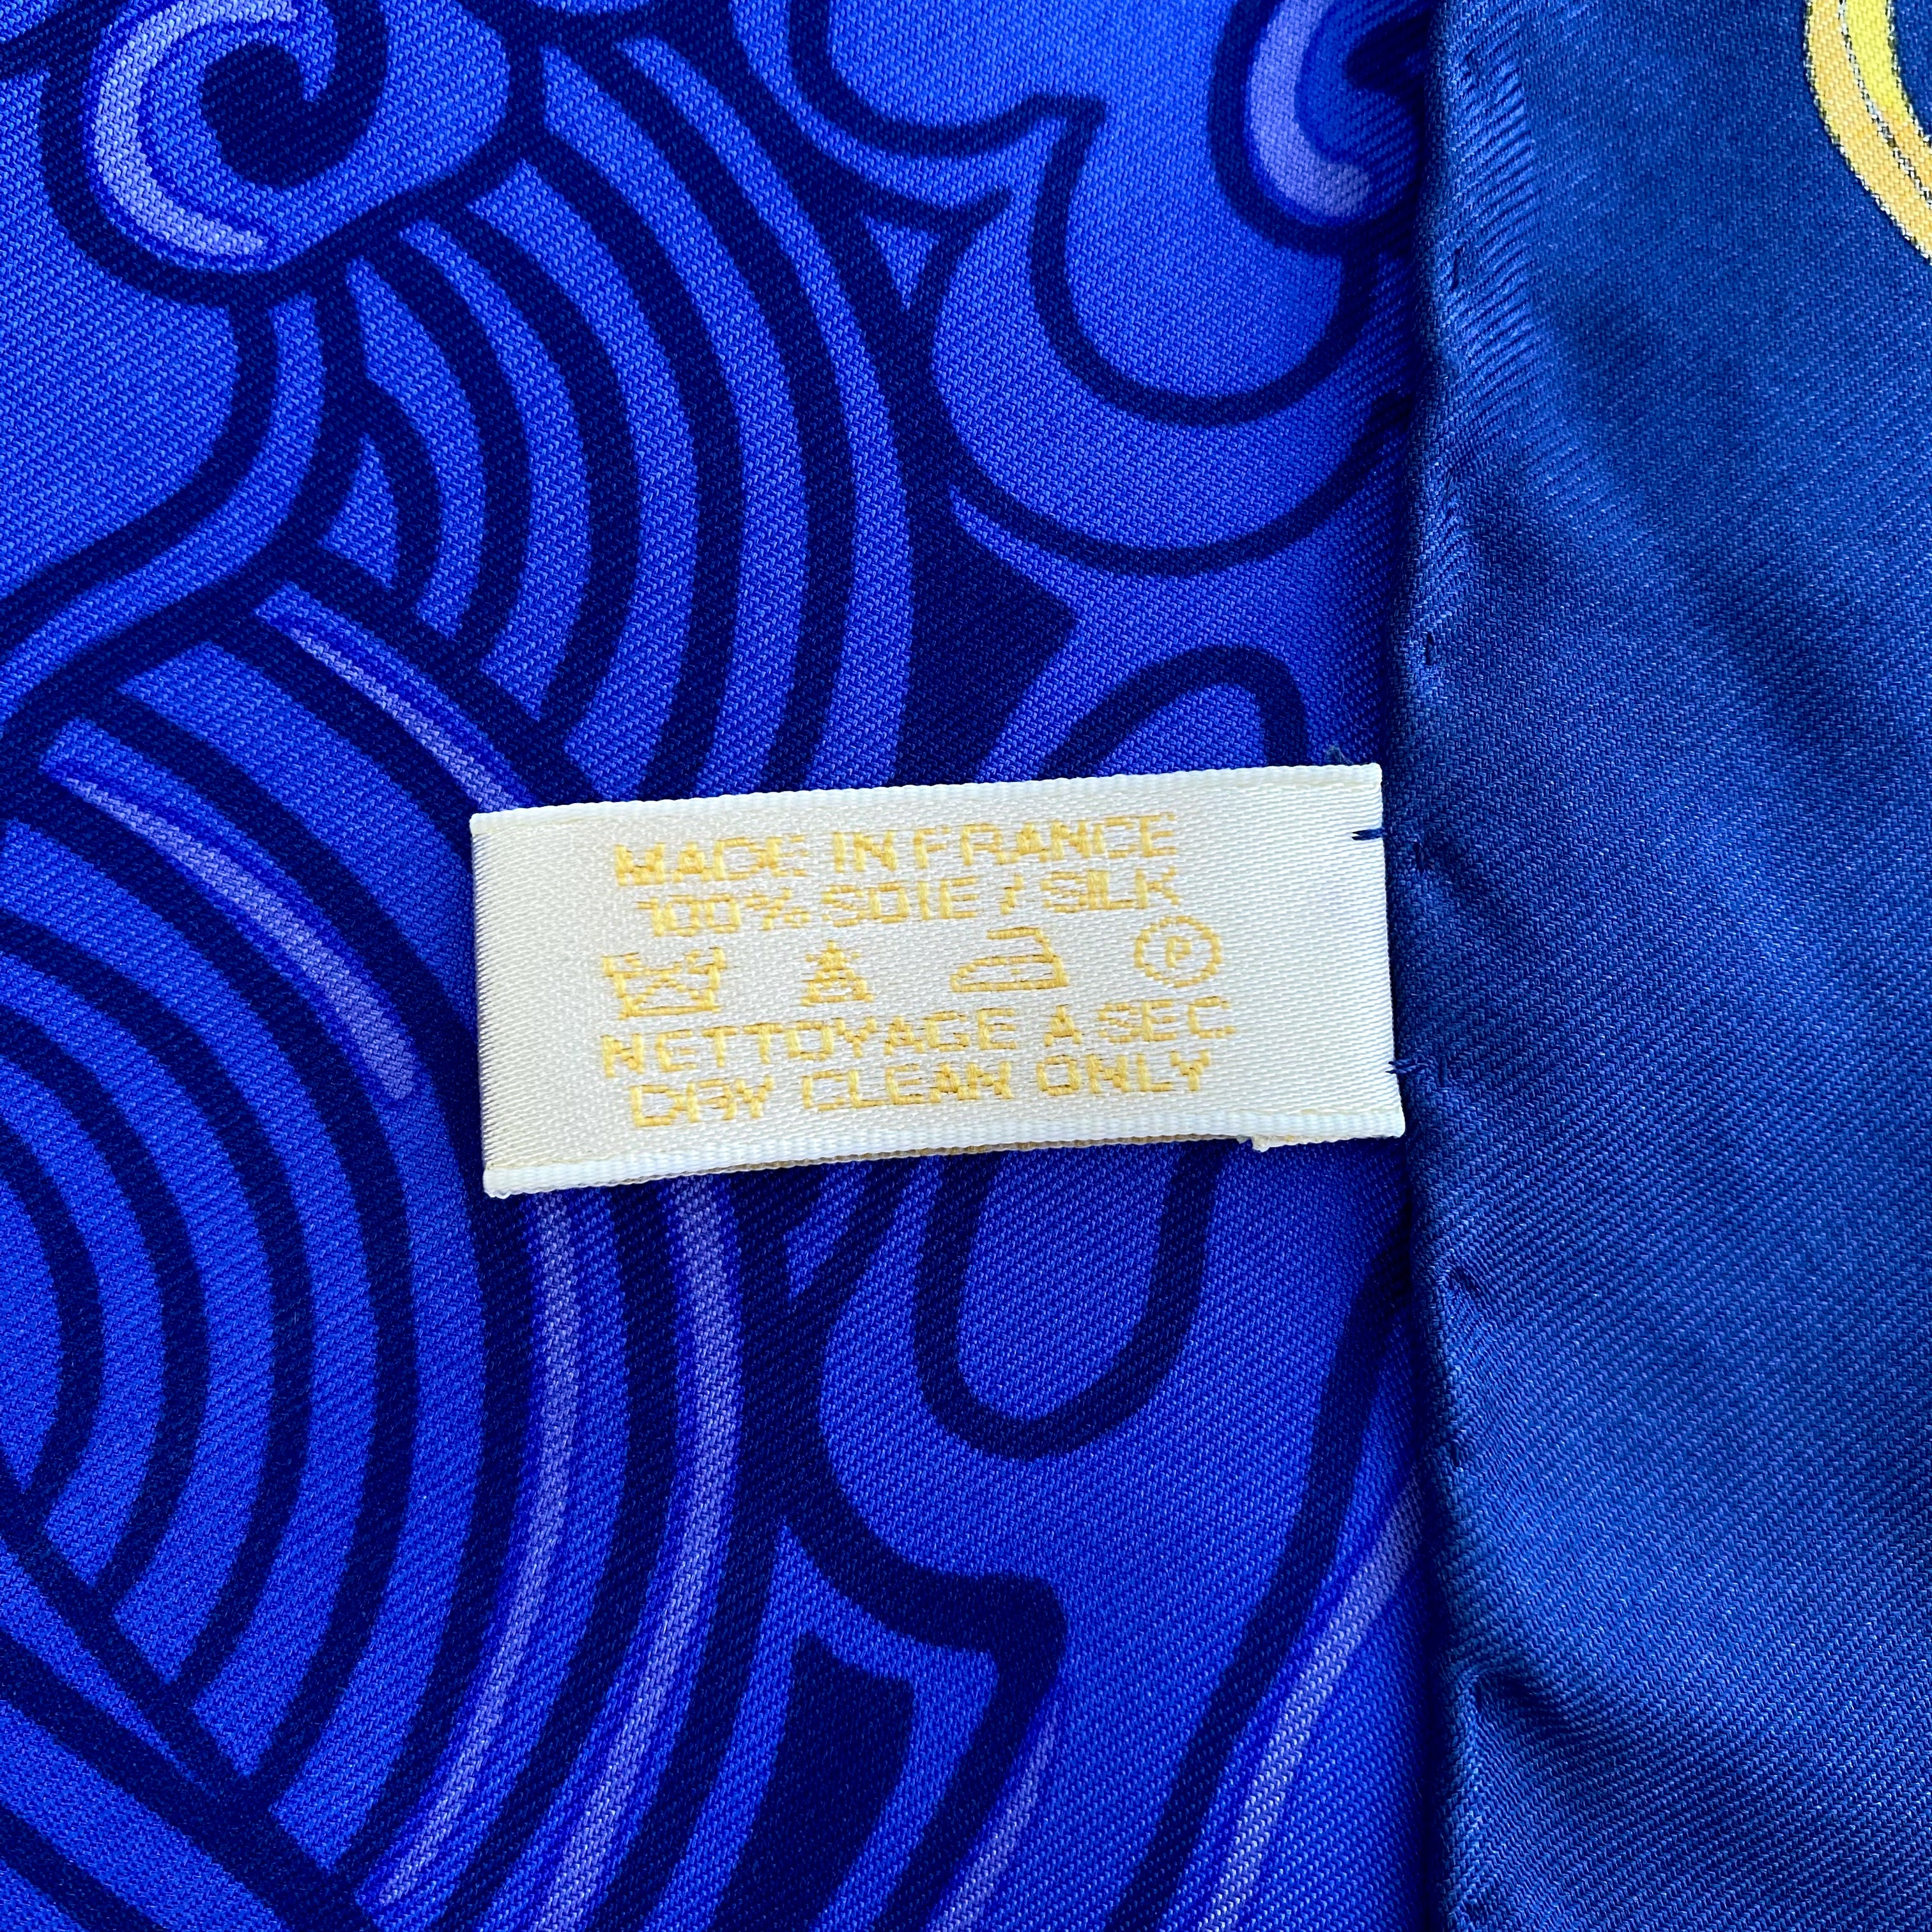 MADE IN FRANCE
100% SOIE / SILK
P
NETTOYAGE A SEC
DRY CLEAN ONLY